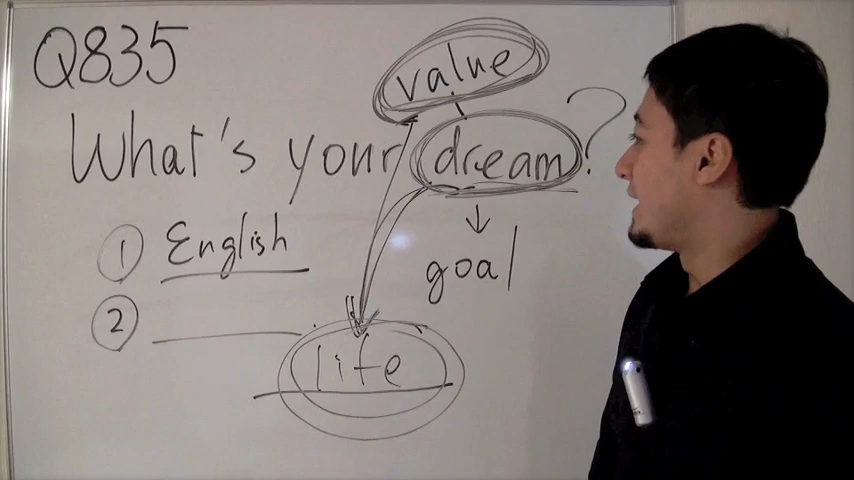 Q835
value
What's your dream?
① English
goal
②
life